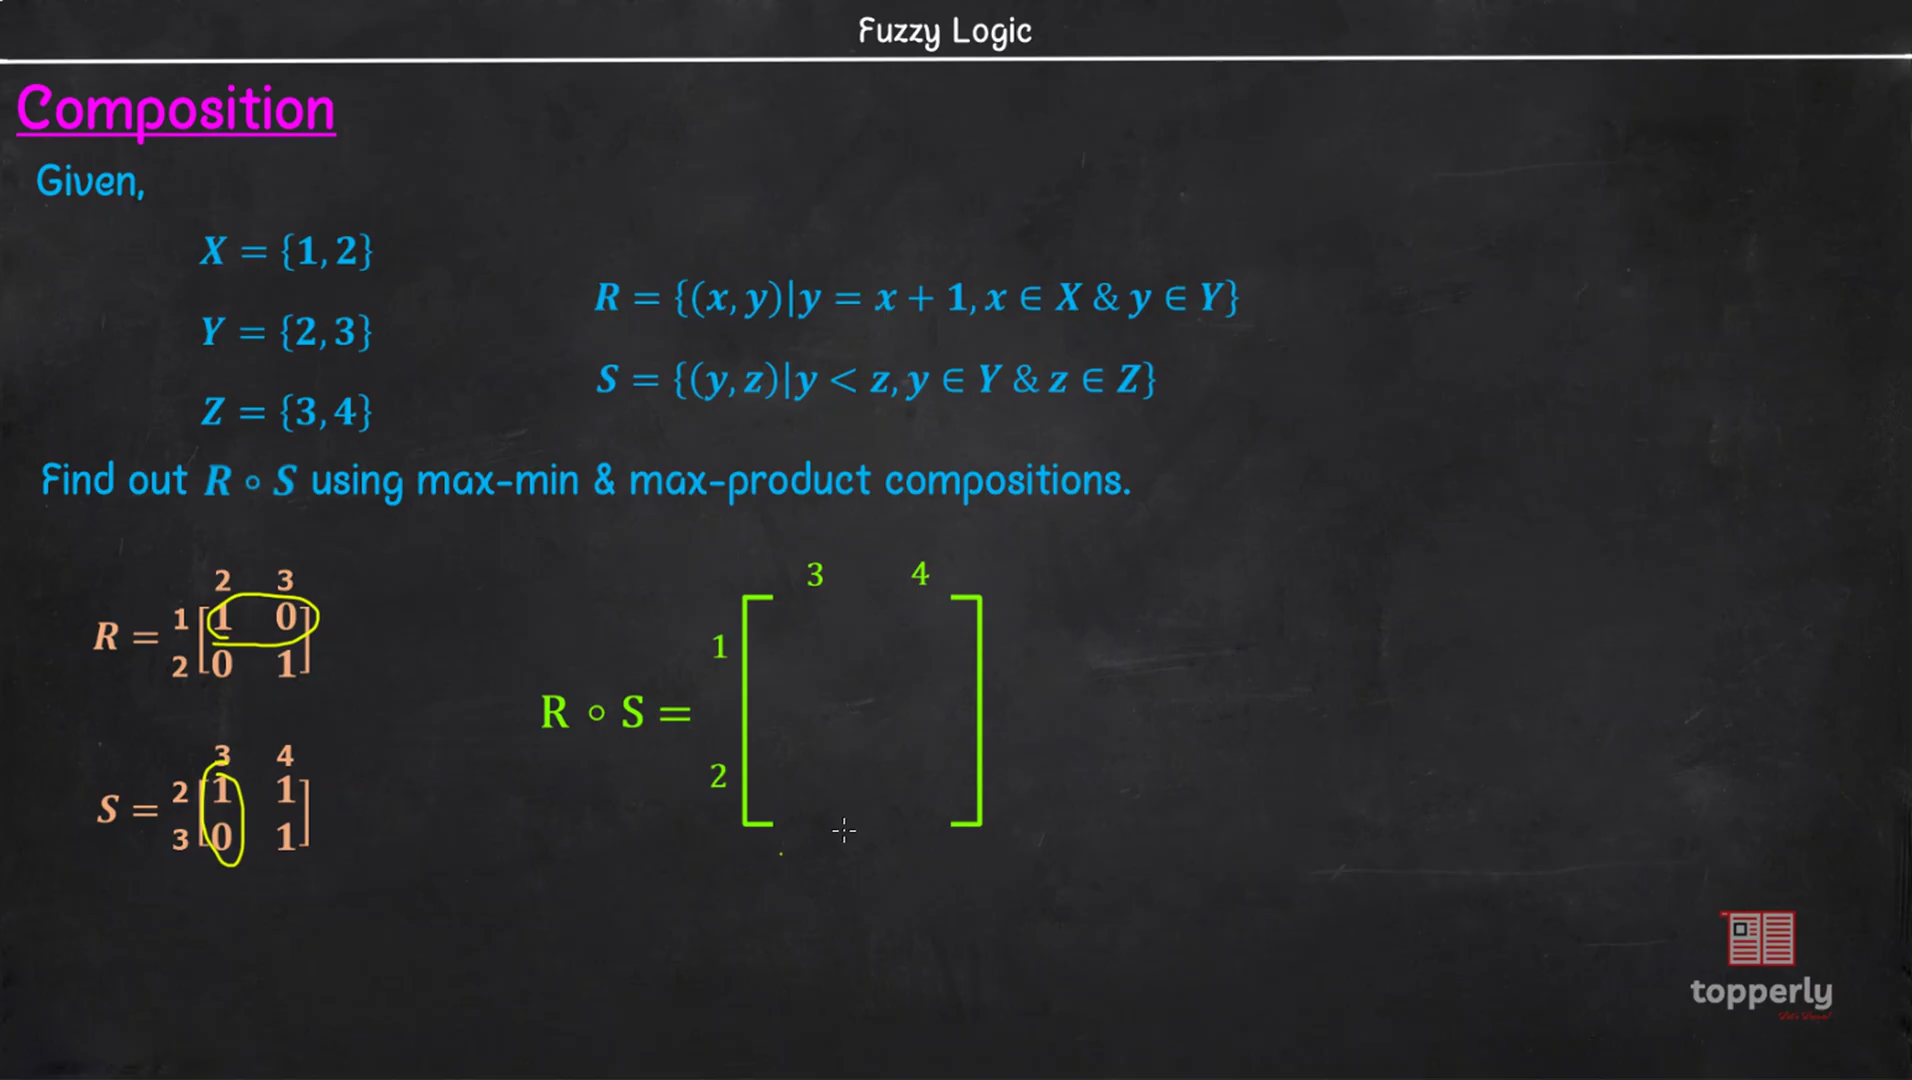 Fuzzy Logic
Composition
Given,
X = {1, 2}
Y = {2, 3}
Z = {3, 4}
R = {(x, y)|y = x + 1, x ∈ X & y ∈ Y}
S = {(y, z)|y < z, y ∈ Y & z ∈ Z}
Find out R ∘ S using max-min & max-product compositions.
2 3
R = 1 [1 0]
2 [0 1]
3 4
S = 2 [1 1]
3 [0 1]
3 4
1
R ∘ S = [ ]
2
topperly